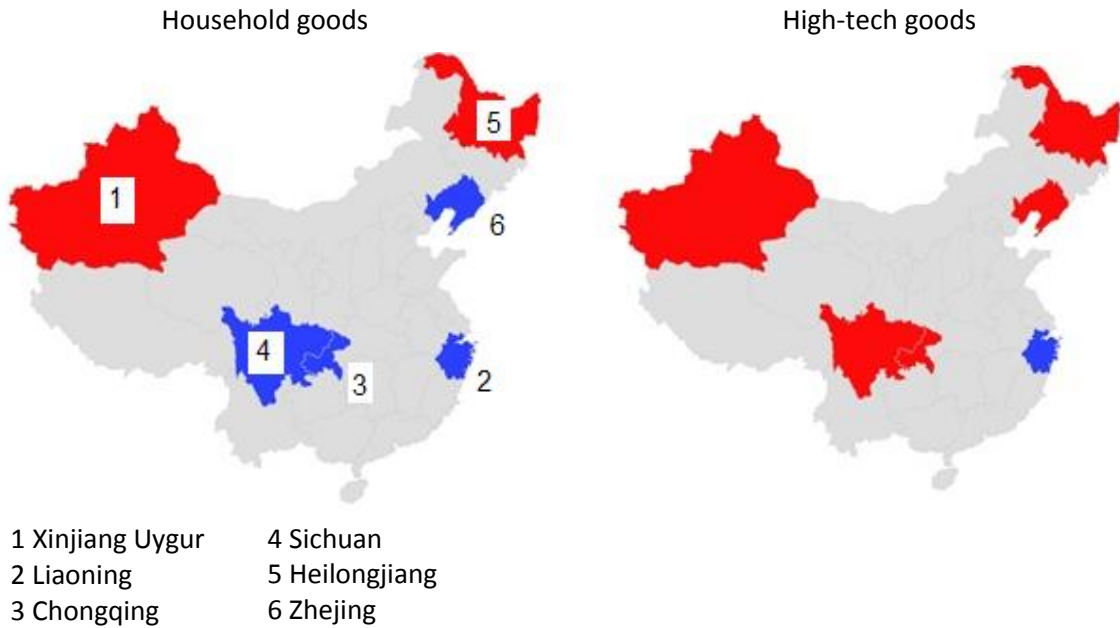 Household goods
High-tech goods
5
1
6
4
3
2
1 Xinjiang Uygur
4 Sichuan
2 Liaoning
5 Heilongjiang
3 Chongqing
6 Zhejing